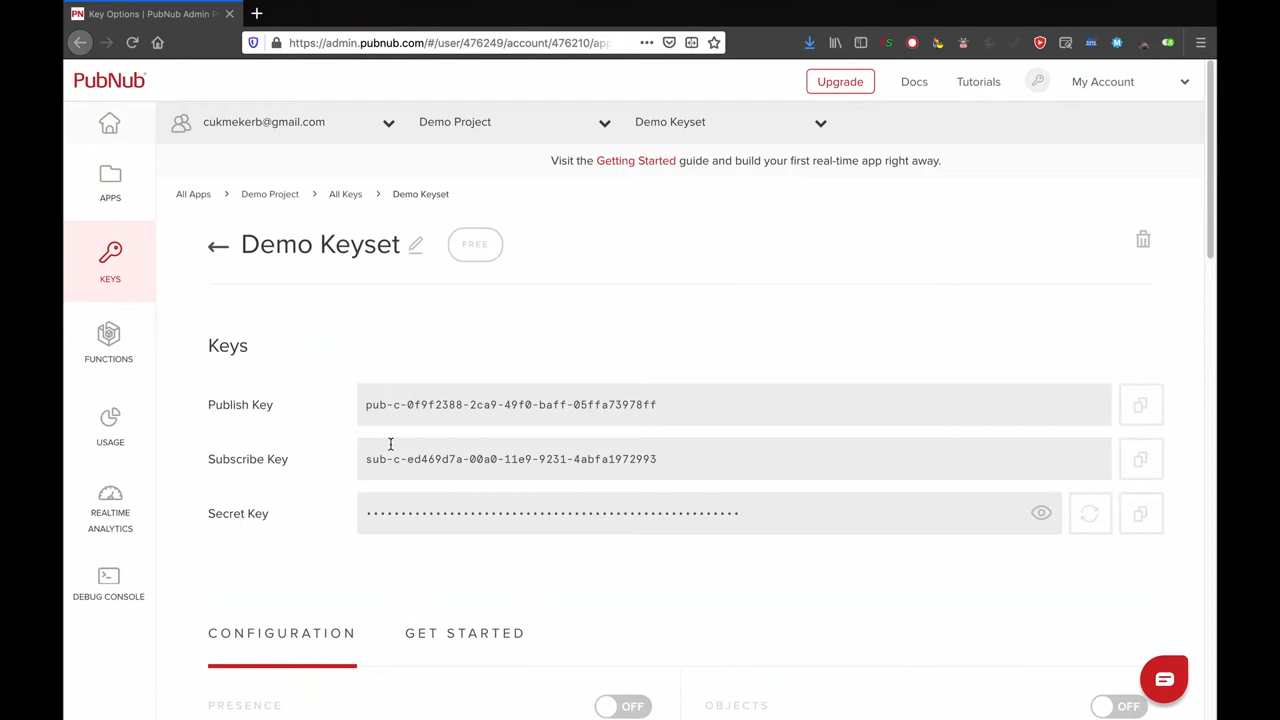 Key Options | PubNub Admin P
https://admin.pubnub.com/#/user/476249/account/476210/app
PubNub
Upgrade
Docs
Tutorials
My Account
cukmekerb@gmail.com
Demo Project
Demo Keyset
Visit the Getting Started guide and build your first real-time app right away.
All Apps > Demo Project > All Keys > Demo Keyset
APPS
KEYS
FUNCTIONS
USAGE
REALTIME
ANALYTICS
DEBUG CONSOLE
← Demo Keyset
FREE
Keys
Publish Key
pub-c-0f9f2388-2ca9-49f0-baff-05ffa73978ff
Subscribe Key
sub-c-ed469d7a-00a0-11e9-9231-4abfa1972993
Secret Key
CONFIGURATION
GET STARTED
PRESENCE
OFF
OBJECTS
OFF